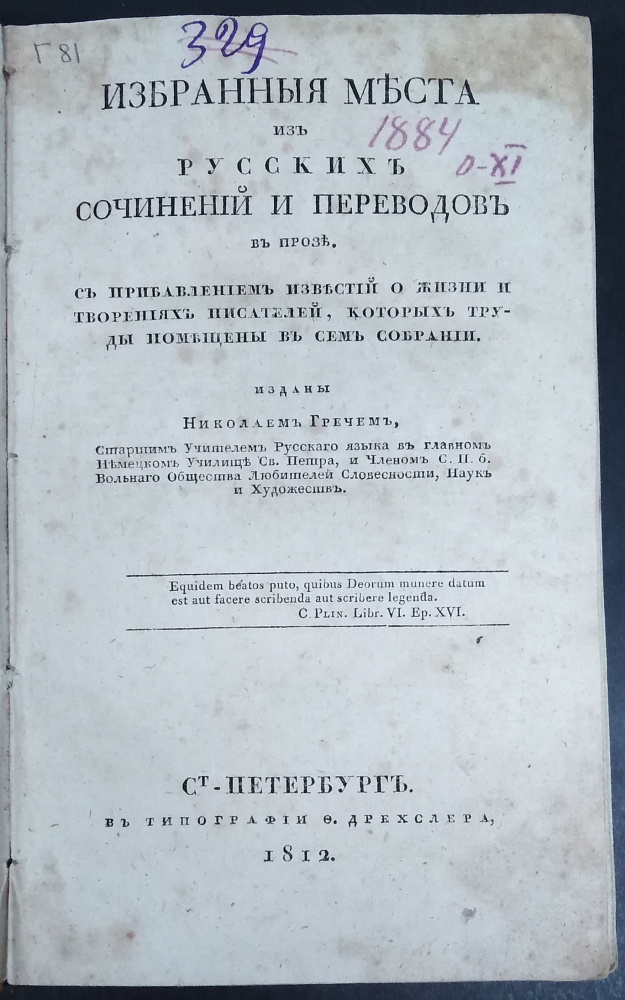 Г 81
329
ИЗБРАННЫЯ МѢСТА
ИЗЪ
1884
РУССКИХЪ
О-XI
СОЧИНЕНІЙ И ПЕРЕВОДОВЪ
ВЪ ПРОЗѢ.
СЪ ПРИБАВЛЕНІЕМЪ ИЗВѢСТІЙ О ЖИЗНИ И
ТВОРЕНІЯХЪ ПИСАТЕЛЕЙ, КОТОРЫХЪ ТРУ-
ДЫ ПОМѢЩЕНЫ ВЪ СЕМЪ СОБРАНІИ.
ИЗДАНЫ
НИКОЛАЕМЪ ГРЕЧЕМЪ,
Старшимъ Учителемъ Русскаго языка въ главномъ
Нѣмецкомъ Училищѣ Св. Петра, и Членомъ С. П. б.
Вольнаго Общества Любителей Словесности, Наукъ
и Художествъ.
Equidem beatos puto, quibus Deorum munere datum
est aut facere scribenda aut scribere legenda.
C. PLIN. Libr. VI. Ep. XVI.
Ст-ПЕТЕРБУРГЪ.
ВЪ ТИПОГРАФІИ Ѳ. ДРЕХСЛЕРА,
1812.